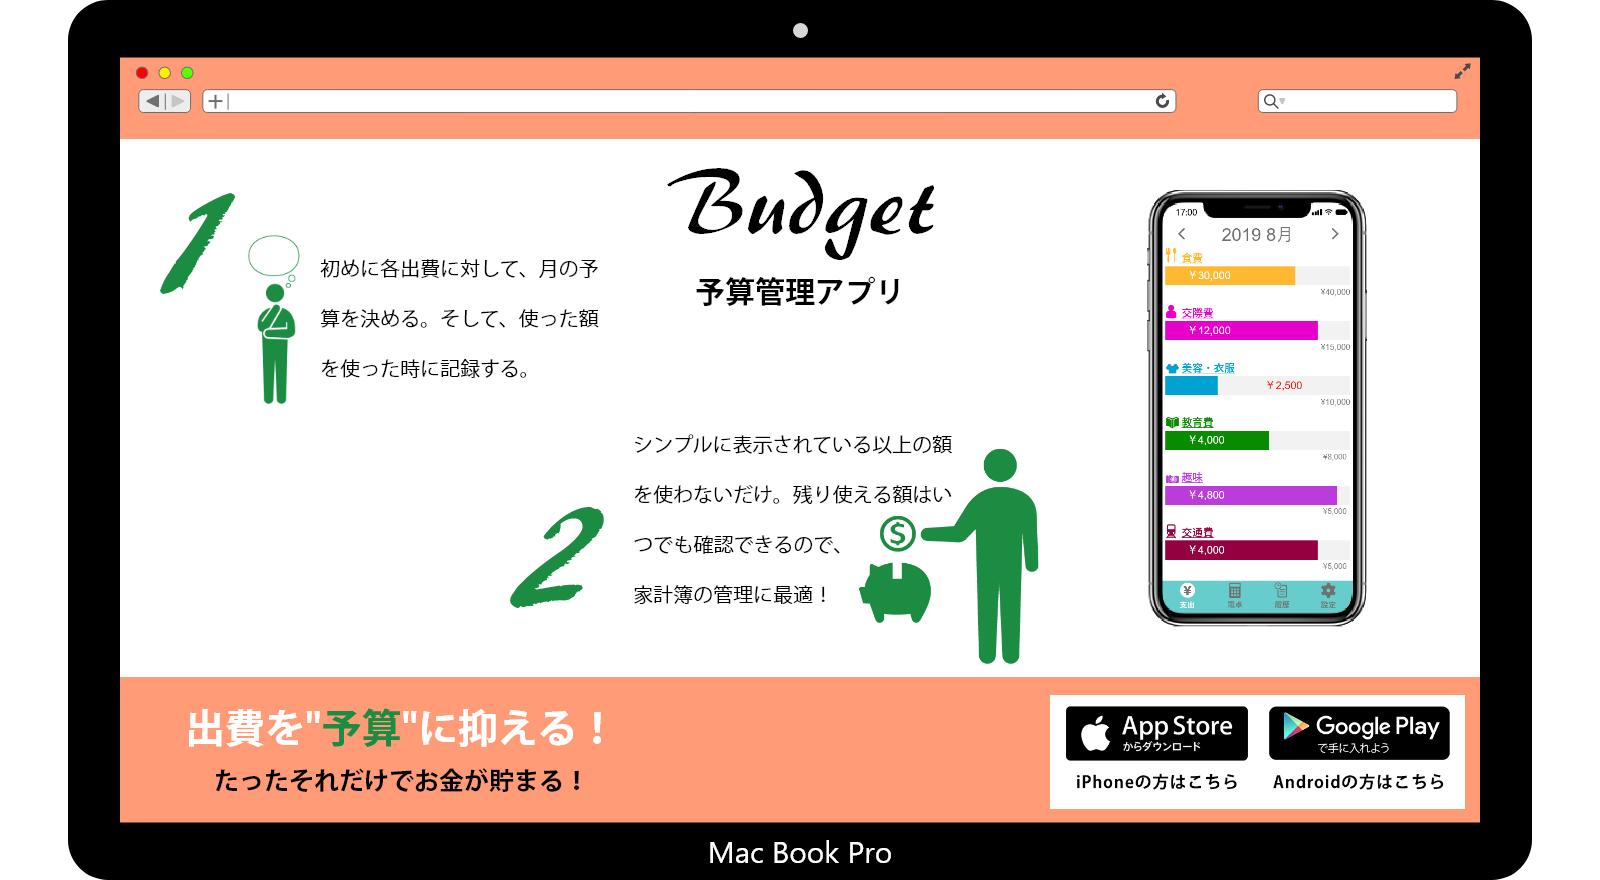 Budget
予算管理アプリ
1
初めに各出費に対して、月の予
算を決める。そして、使った額
を使った時に記録する。
2
シンプルに表示されている以上の額
を使わないだけ。残り使える額はい
つでも確認できるので、
家計簿の管理に最適！
$
17:00
2019 8月
食費
￥30,000
¥40,000
交際費
￥12,000
¥15,000
美容・衣服
￥2,500
¥10,000
教育費
￥4,000
¥8,000
趣味
￥4,800
¥5,000
交通費
￥4,000
¥5,000
¥
支出
電卓
履歴
設定
出費を"予算"に抑える！
たったそれだけでお金が貯まる！
App Store
からダウンロード
iPhoneの方はこちら
Google Play
で手に入れよう
Androidの方はこちら
Mac Book Pro